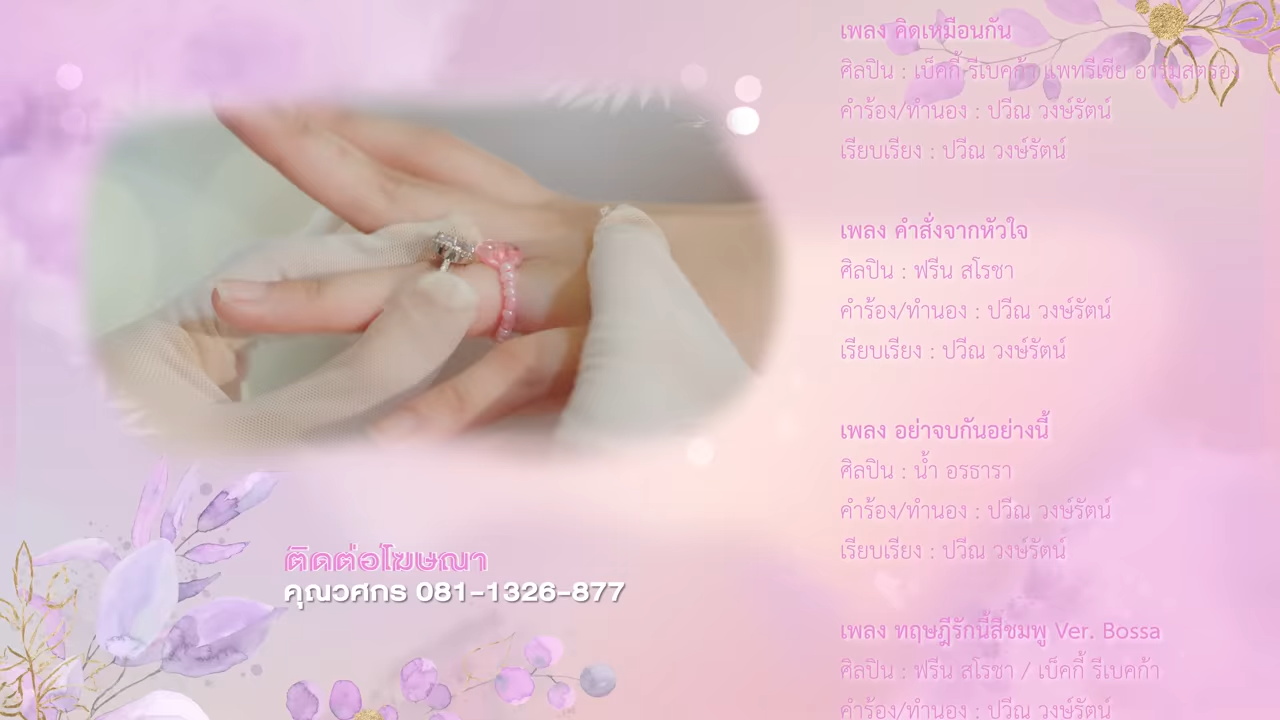 เพลง คิดเหมือนกัน
ศิลปิน : เบ็คกี้ รีเบคก้า แพทรีเซีย อาร์มสตรอง
คำร้อง/ทำนอง : ปวีณ วงษ์รัตน์
เรียบเรียง : ปวีณ วงษ์รัตน์
เพลง คำสั่งจากหัวใจ
ศิลปิน : ฟรีน สโรชา
คำร้อง/ทำนอง : ปวีณ วงษ์รัตน์
เรียบเรียง : ปวีณ วงษ์รัตน์
เพลง อย่าจบกันอย่างนี้
ศิลปิน : น้ำ อรธารา
คำร้อง/ทำนอง : ปวีณ วงษ์รัตน์
เรียบเรียง : ปวีณ วงษ์รัตน์
เพลง ทฤษฎีรักนี้สีชมพู Ver. Bossa
ศิลปิน : ฟรีน สโรชา / เบ็คกี้ รีเบคก้า
คำร้อง/ทำนอง : ปวีณ วงษ์รัตน์
ติดต่อโฆษณา
คุณวศกร 081-1326-877